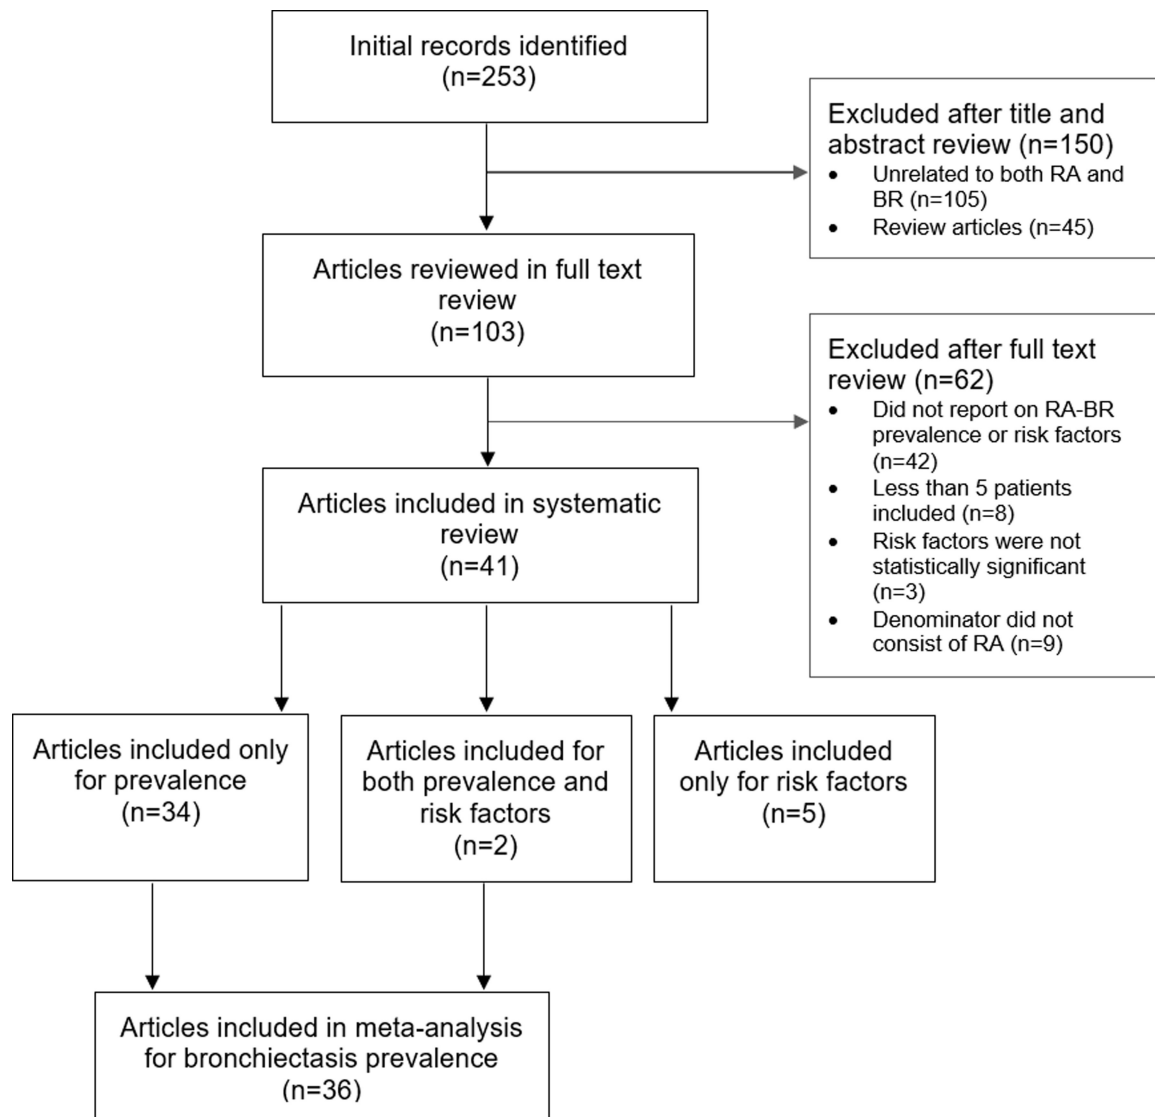 Initial records identified
(n=253)
Excluded after title and
abstract review (n=150)
• Unrelated to both RA and
BR (n=105)
• Review articles (n=45)
Articles reviewed in full text
review
(n=103)
Excluded after full text
review (n=62)
• Did not report on RA-BR
prevalence or risk factors
(n=42)
• Less than 5 patients
included (n=8)
• Risk factors were not
statistically significant
(n=3)
• Denominator did not
consist of RA (n=9)
Articles included in systematic
review
(n=41)
Articles included only
for prevalence
(n=34)
Articles included for
both prevalence and
risk factors
(n=2)
Articles included
only for risk factors
(n=5)
Articles included in meta-analysis
for bronchiectasis prevalence
(n=36)